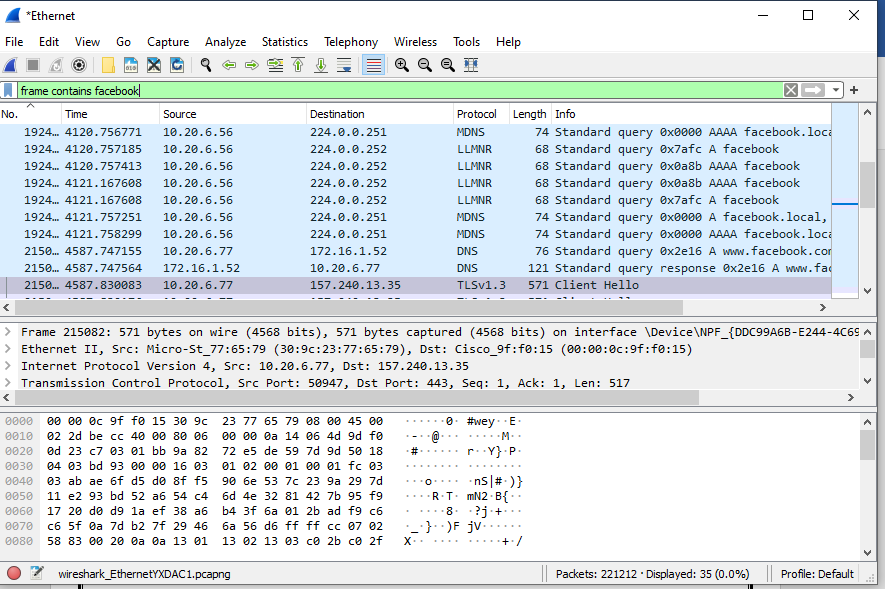 *Ethernet
File Edit View Go Capture Analyze Statistics Telephony Wireless Tools Help
frame contains facebook
No. Time Source Destination Protocol Length Info
1924… 4120.756771 10.20.6.56 224.0.0.251 MDNS 74 Standard query 0x0000 AAAA facebook.loca
1924… 4120.757185 10.20.6.56 224.0.0.252 LLMNR 68 Standard query 0x7afc A facebook
1924… 4120.757413 10.20.6.56 224.0.0.252 LLMNR 68 Standard query 0x0a8b AAAA facebook
1924… 4121.167608 10.20.6.56 224.0.0.252 LLMNR 68 Standard query 0x0a8b AAAA facebook
1924… 4121.167608 10.20.6.56 224.0.0.252 LLMNR 68 Standard query 0x7afc A facebook
1924… 4121.757251 10.20.6.56 224.0.0.251 MDNS 74 Standard query 0x0000 A facebook.local,
1924… 4121.758299 10.20.6.56 224.0.0.251 MDNS 74 Standard query 0x0000 AAAA facebook.loca
2150… 4587.747155 10.20.6.77 172.16.1.52 DNS 76 Standard query 0x2e16 A www.facebook.com
2150… 4587.747564 172.16.1.52 10.20.6.77 DNS 121 Standard query response 0x2e16 A www.fac
2150… 4587.830083 10.20.6.77 157.240.13.35 TLSv1.3 571 Client Hello
Frame 215082: 571 bytes on wire (4568 bits), 571 bytes captured (4568 bits) on interface \Device\NPF_{DDC99A6B-E244-4C69
Ethernet II, Src: Micro-St_77:65:79 (30:9c:23:77:65:79), Dst: Cisco_9f:f0:15 (00:00:0c:9f:f0:15)
Internet Protocol Version 4, Src: 10.20.6.77, Dst: 157.240.13.35
Transmission Control Protocol, Src Port: 50947, Dst Port: 443, Seq: 1, Ack: 1, Len: 517
0000 00 00 0c 9f f0 15 30 9c 23 77 65 79 08 00 45 00 ······0· #wey··E·
0010 02 2d be cc 40 00 80 06 00 00 0a 14 06 4d 9d f0 ·-··@··· ·····M··
0020 0d 23 c7 03 01 bb 9a 82 72 e5 de 59 7d 9d 50 18 ·#······ r··Y}·P·
0030 04 03 bd 93 00 00 16 03 01 02 00 01 00 01 fc 03 ········ ········
0040 03 ab ae 6f d5 d0 8f f5 90 6e 53 7c 23 9a 29 7d ···o···· ·nS|#·)}
0050 11 e2 93 bd 52 a6 54 c4 6d 4e 32 81 42 7b 95 f9 ····R·T· mN2·B{··
0060 17 20 d0 d9 1a ef 38 a6 b4 3f 6a 01 2b ad f9 c6 · ····8· ·?j·+···
0070 c6 5f 0a 7d b2 7f 29 46 6a 56 d6 ff ff cc 07 02 ·_·}··)F jV······
0080 58 83 00 20 0a 0a 13 01 13 02 13 03 c0 2b c0 2f X·· ···· ·····+·/
wireshark_EthernetYXDAC1.pcapng Packets: 221212 · Displayed: 35 (0.0%) Profile: Default